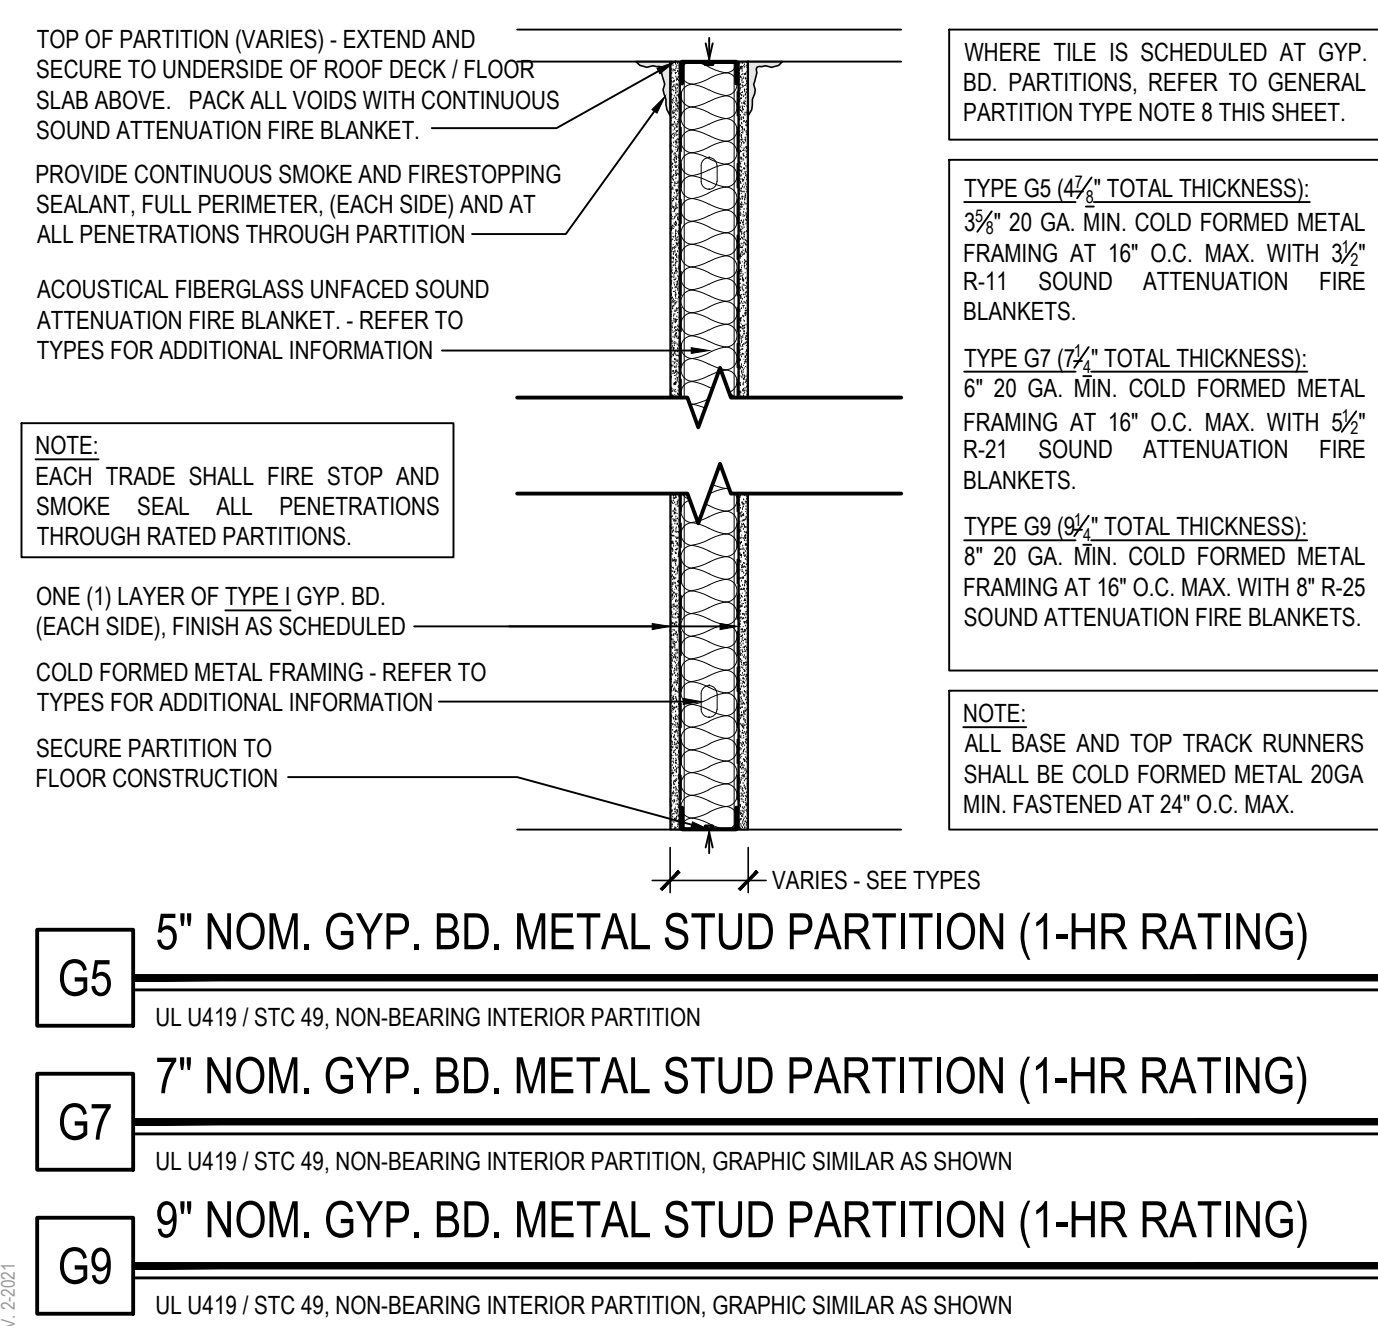 TOP OF PARTITION (VARIES) - EXTEND AND
SECURE TO UNDERSIDE OF ROOF DECK / FLOOR
SLAB ABOVE. PACK ALL VOIDS WITH CONTINUOUS
SOUND ATTENUATION FIRE BLANKET.
PROVIDE CONTINUOUS SMOKE AND FIRESTOPPING
SEALANT, FULL PERIMETER, (EACH SIDE) AND AT
ALL PENETRATIONS THROUGH PARTITION
ACOUSTICAL FIBERGLASS UNFACED SOUND
ATTENUATION FIRE BLANKET. - REFER TO
TYPES FOR ADDITIONAL INFORMATION
NOTE:
EACH TRADE SHALL FIRE STOP AND
SMOKE SEAL ALL PENETRATIONS
THROUGH RATED PARTITIONS.
ONE (1) LAYER OF TYPE I GYP. BD.
(EACH SIDE), FINISH AS SCHEDULED
COLD FORMED METAL FRAMING - REFER TO
TYPES FOR ADDITIONAL INFORMATION
SECURE PARTITION TO
FLOOR CONSTRUCTION
WHERE TILE IS SCHEDULED AT GYP.
BD. PARTITIONS, REFER TO GENERAL
PARTITION TYPE NOTE 8 THIS SHEET.
TYPE G5 (4⅞" TOTAL THICKNESS):
3⅝" 20 GA. MIN. COLD FORMED METAL
FRAMING AT 16" O.C. MAX. WITH 3½"
R-11 SOUND ATTENUATION FIRE
BLANKETS.
TYPE G7 (7¼" TOTAL THICKNESS):
6" 20 GA. MIN. COLD FORMED METAL
FRAMING AT 16" O.C. MAX. WITH 5½"
R-21 SOUND ATTENUATION FIRE
BLANKETS.
TYPE G9 (9¼" TOTAL THICKNESS):
8" 20 GA. MIN. COLD FORMED METAL
FRAMING AT 16" O.C. MAX. WITH 8" R-25
SOUND ATTENUATION FIRE BLANKETS.
NOTE:
ALL BASE AND TOP TRACK RUNNERS
SHALL BE COLD FORMED METAL 20GA
MIN. FASTENED AT 24" O.C. MAX.
VARIES - SEE TYPES
G5
5" NOM. GYP. BD. METAL STUD PARTITION (1-HR RATING)
UL U419 / STC 49, NON-BEARING INTERIOR PARTITION
G7
7" NOM. GYP. BD. METAL STUD PARTITION (1-HR RATING)
UL U419 / STC 49, NON-BEARING INTERIOR PARTITION, GRAPHIC SIMILAR AS SHOWN
G9
9" NOM. GYP. BD. METAL STUD PARTITION (1-HR RATING)
UL U419 / STC 49, NON-BEARING INTERIOR PARTITION, GRAPHIC SIMILAR AS SHOWN
2-2021